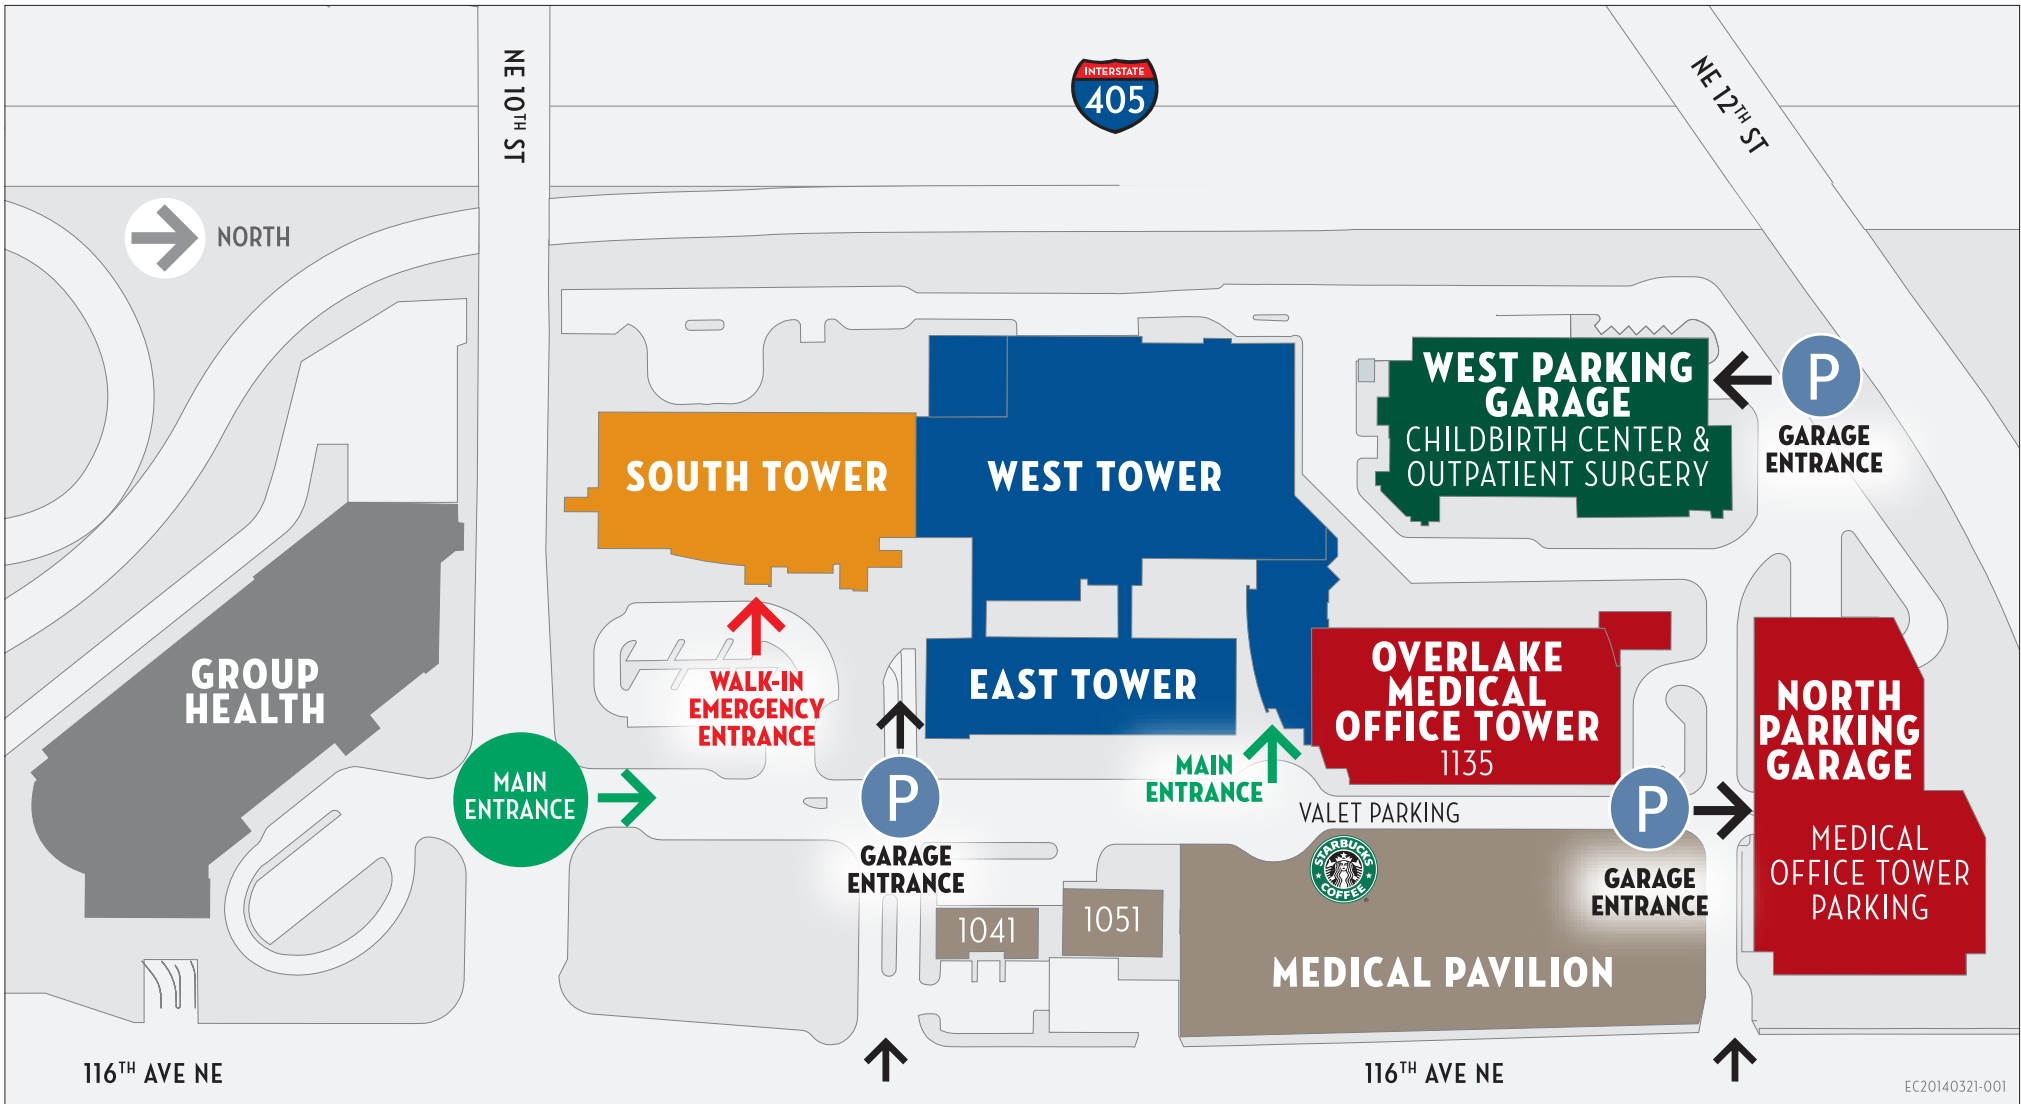 NE 10TH ST
INTERSTATE
405
NE 12TH ST
NORTH
WEST PARKING
GARAGE
CHILDBIRTH CENTER &
OUTPATIENT SURGERY
P
GARAGE
ENTRANCE
SOUTH TOWER
WEST TOWER
GROUP
HEALTH
WALK-IN
EMERGENCY
ENTRANCE
EAST TOWER
OVERLAKE
MEDICAL
OFFICE TOWER
1135
NORTH
PARKING
GARAGE
MEDICAL
OFFICE TOWER
PARKING
MAIN
ENTRANCE
P
GARAGE
ENTRANCE
MAIN
ENTRANCE
VALET PARKING
P
GARAGE
ENTRANCE
STARBUCKS
COFFEE
1041
1051
MEDICAL PAVILION
116TH AVE NE
116TH AVE NE
EC20140321-001